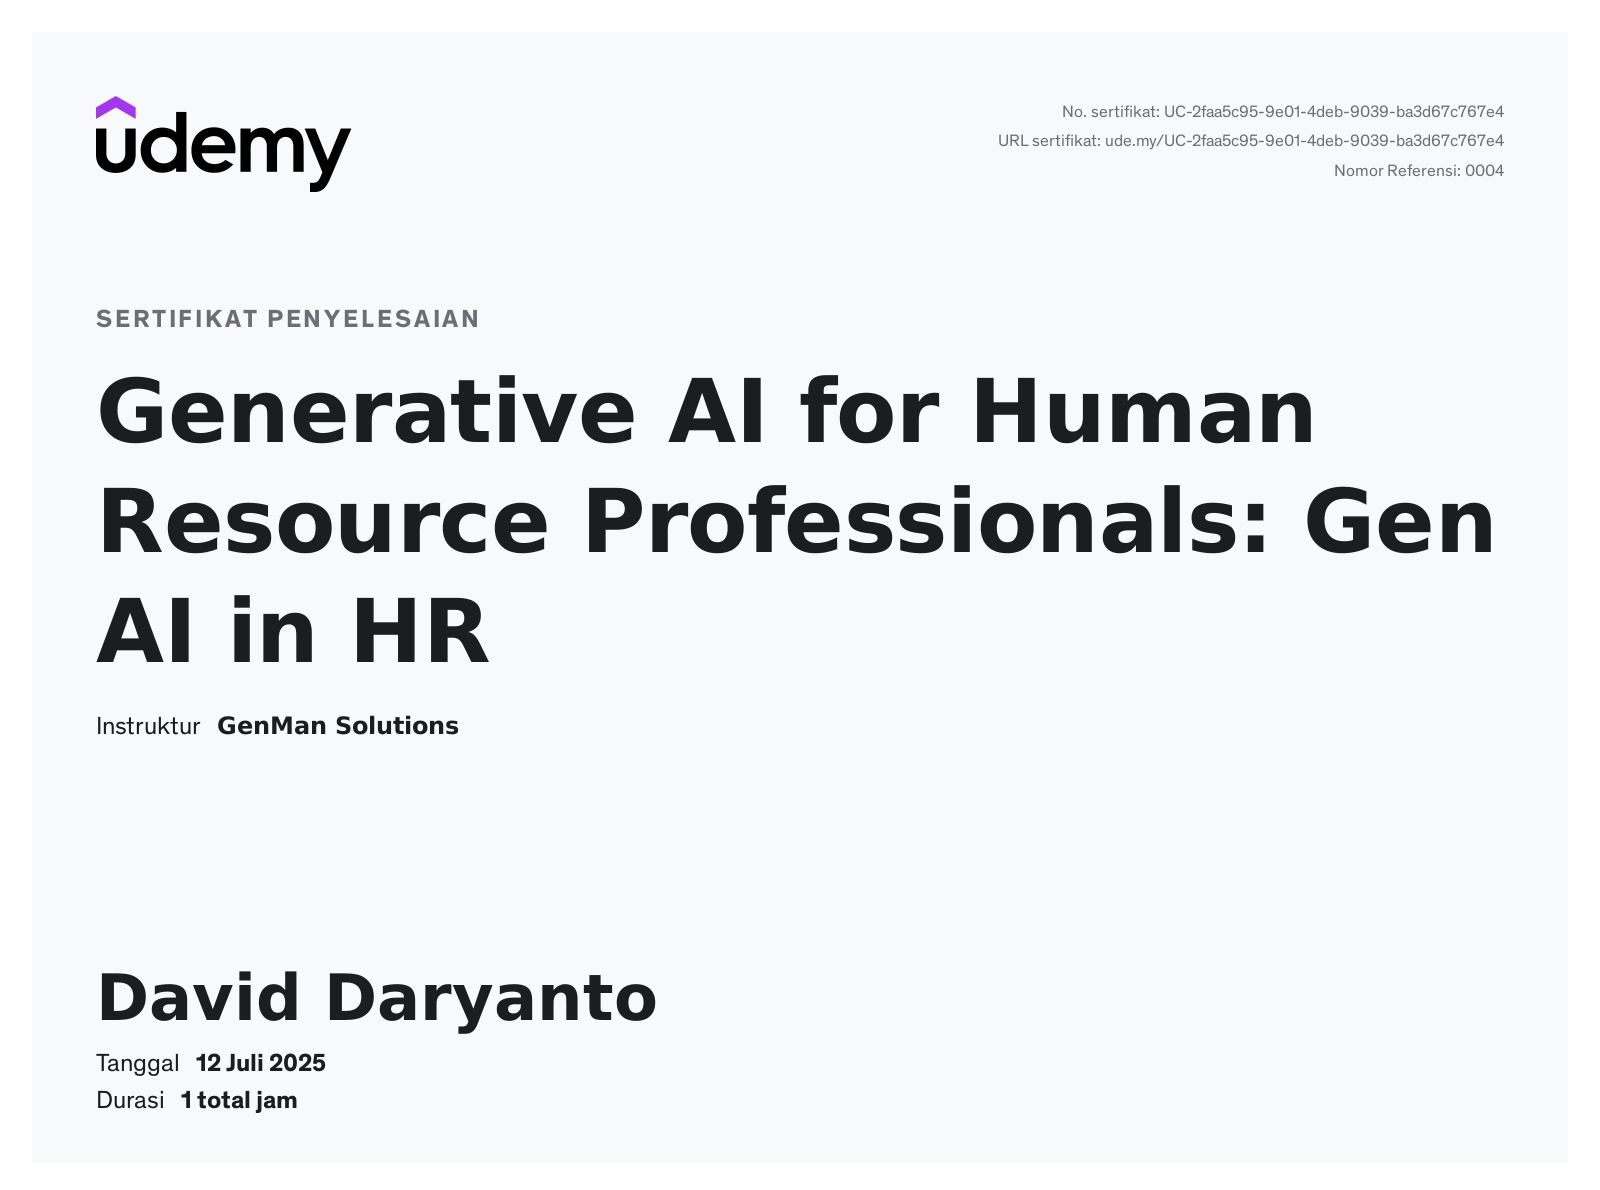 udemy
No. sertifikat: UC-2faa5c95-9e01-4deb-9039-ba3d67c767e4
URL sertifikat: ude.my/UC-2faa5c95-9e01-4deb-9039-ba3d67c767e4
Nomor Referensi: 0004
SERTIFIKAT PENYELESAIAN
Generative AI for Human
Resource Professionals: Gen
AI in HR
Instruktur GenMan Solutions
David Daryanto
Tanggal 12 Juli 2025
Durasi 1 total jam